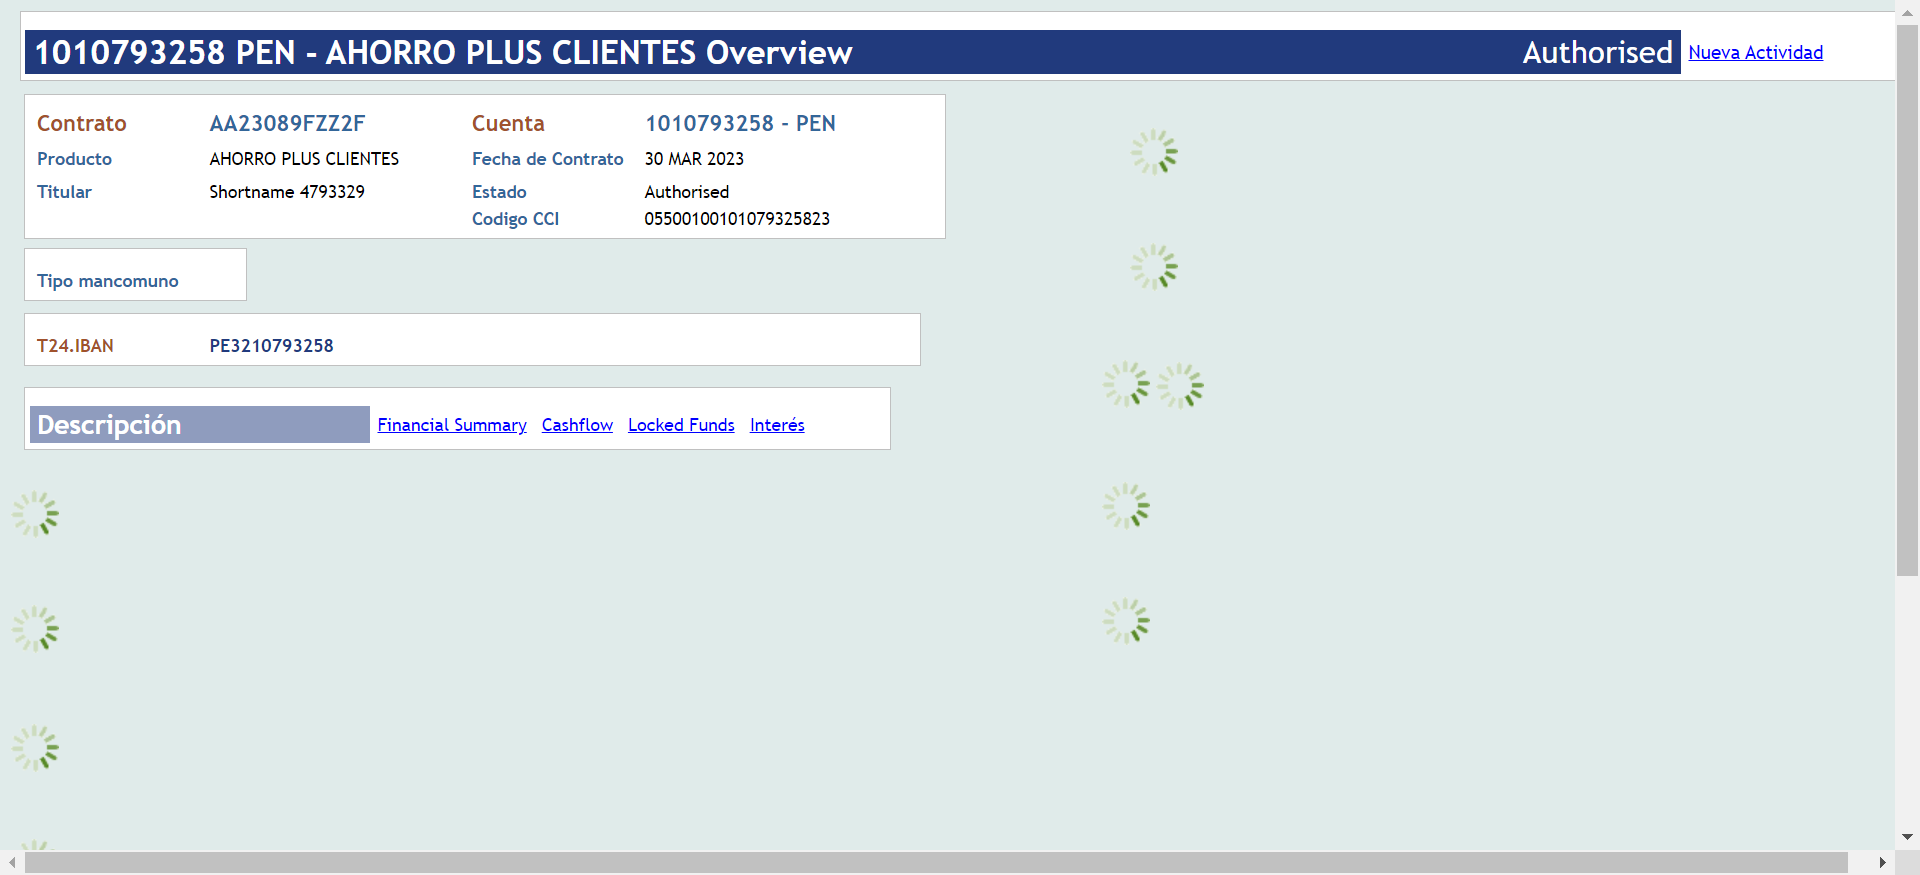 1010793258 PEN - AHORRO PLUS CLIENTES Overview Authorised Nueva Actividad
Contrato AA23089FZZ2F Cuenta 1010793258 - PEN
Producto AHORRO PLUS CLIENTES Fecha de Contrato 30 MAR 2023
Titular Shortname 4793329 Estado Authorised
Codigo CCI 05500100101079325823
Tipo mancomuno
T24.IBAN PE3210793258
Descripción Financial Summary Cashflow Locked Funds Interés